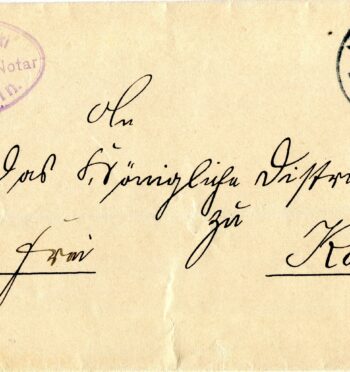 Notar
An
das Königliche Distri
zu
frei
Ka